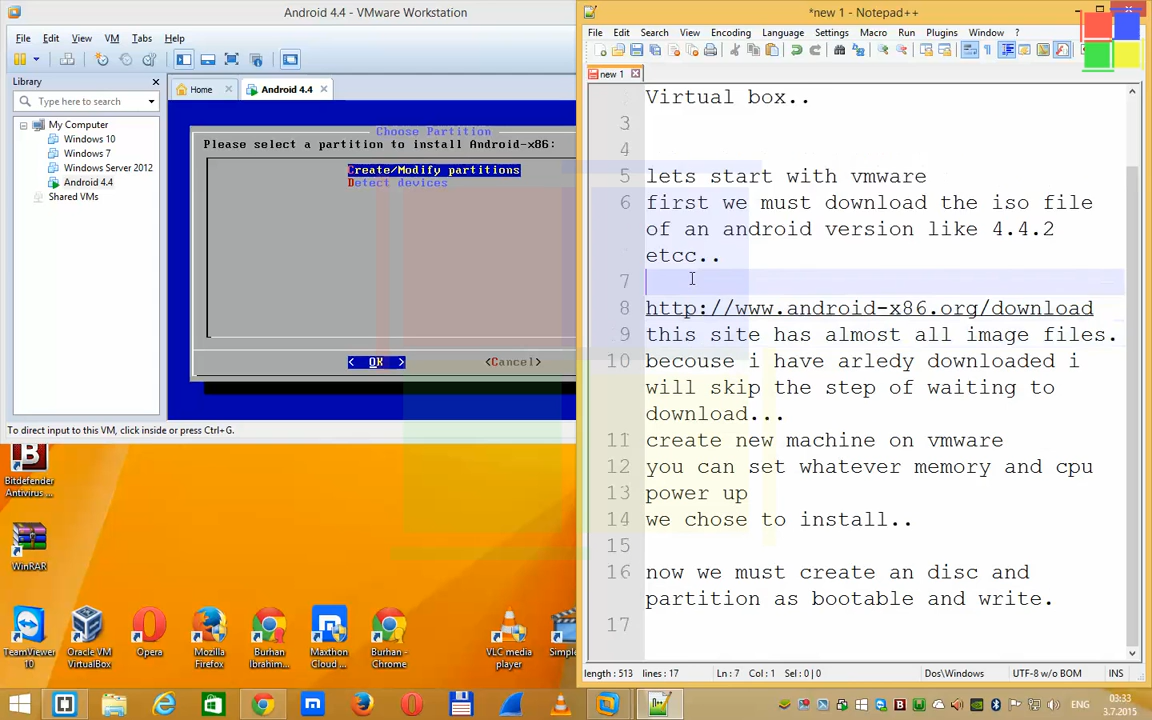 Android 4.4 - VMware Workstation
File Edit View VM Tabs Help
Library
Type here to search
My Computer
Windows 10
Windows 7
Windows Server 2012
Android 4.4
Shared VMs
Home
Android 4.4
Choose Partition
Please select a partition to install Android-x86:
Create/Modify partitions
Detect devices
< OK >
<Cancel>
To direct input to this VM, click inside or press Ctrl+G.
Bitdefender
Antivirus ...
WinRAR
TeamViewer
10
Oracle VM
VirtualBox
Opera
Mozilla
Firefox
Burhan
Ibrahim...
Maxthon
Cloud ...
Burhan -
Chrome
VLC media
player
Simple
*new 1 - Notepad++
File Edit Search View Encoding Language Settings Macro Run Plugins Window ?
new 1
Virtual box..
3
4
5 lets start with vmware
6 first we must download the iso file
of an android version like 4.4.2
etcc..
7
8 http://www.android-x86.org/download
9 this site has almost all image files.
10 becouse i have arledy downloaded i
will skip the step of waiting to
download...
11 create new machine on vmware
12 you can set whatever memory and cpu
13 power up
14 we chose to install..
15
16 now we must create an disc and
partition as bootable and write.
17
length : 513 lines : 17 Ln : 7 Col : 1 Sel : 0 | 0 Dos\Windows UTF-8 w/o BOM INS
ENG
03:33
3.7.2015